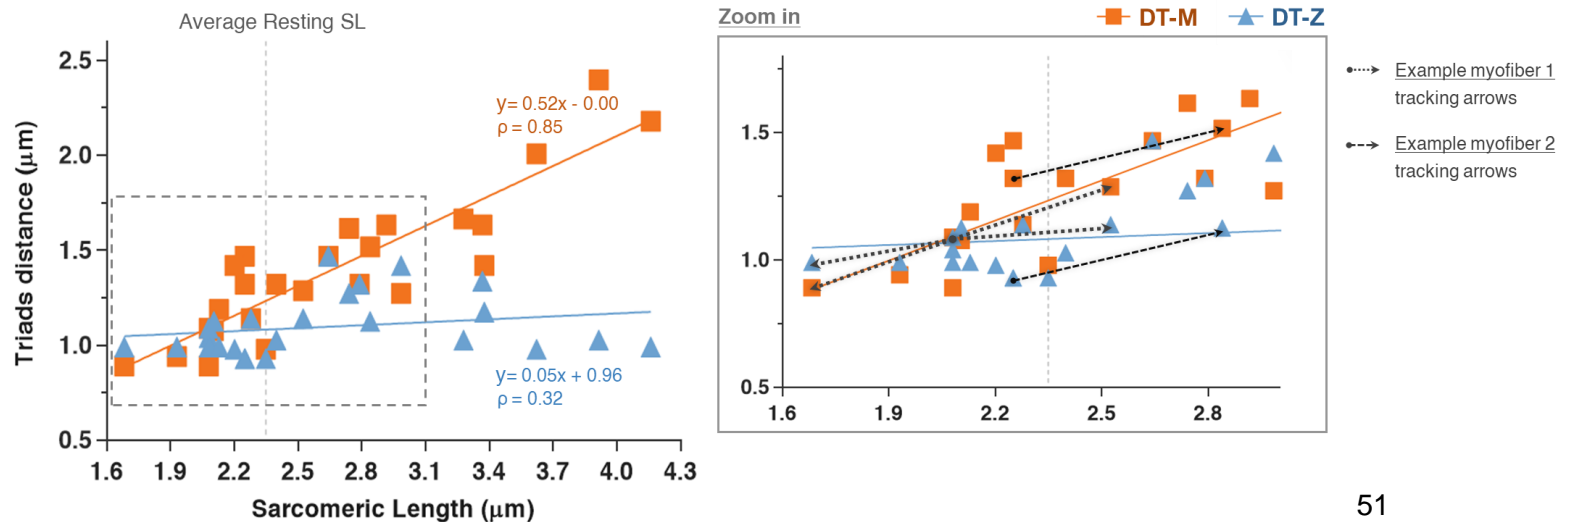 Average Resting SL
Zoom in
DT-M
DT-Z
2.5
2.0
1.5
1.0
0.5
Triads distance (μm)
y= 0.52x - 0.00
ρ = 0.85
y= 0.05x + 0.96
ρ = 0.32
1.6 1.9 2.2 2.5 2.8 3.1 3.4 3.7 4.0 4.3
Sarcomeric Length (μm)
1.5
1.0
0.5
1.6 1.9 2.2 2.5 2.8
Example myofiber 1
tracking arrows
Example myofiber 2
tracking arrows
51